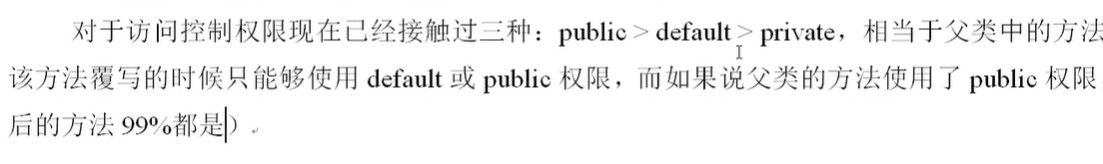 对于访问控制权限现在已经接触过三种：public > default > private，相当于父类中的方法
该方法覆写的时候只能够使用 default 或 public 权限，而如果说父类的方法使用了 public 权限
后的方法 99%都是）.